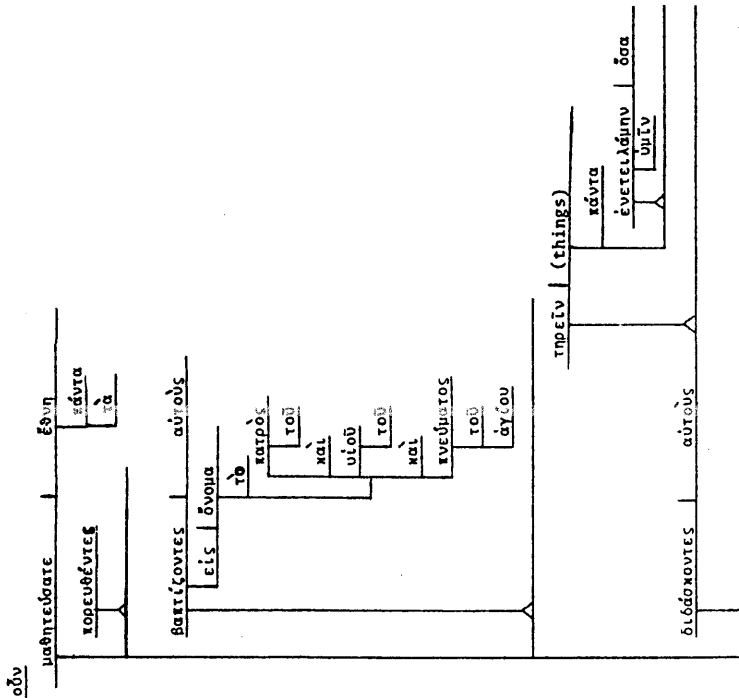 οὖν
μαθητεύσατε ἔθνη
πάντα
πορευθέντες
τὰ
βαπτίζοντες αὐτοὺς
εἰς ὄνομα
τὸ
πατρὸς
τοῦ
καὶ
υἱοῦ
τοῦ
καὶ
πνεύματος
τοῦ
ἁγίου
τηρεῖν (things)
πάντα
ἐνετειλάμην ὅσα
ὑμῖν
διδάσκοντες αὐτοὺς